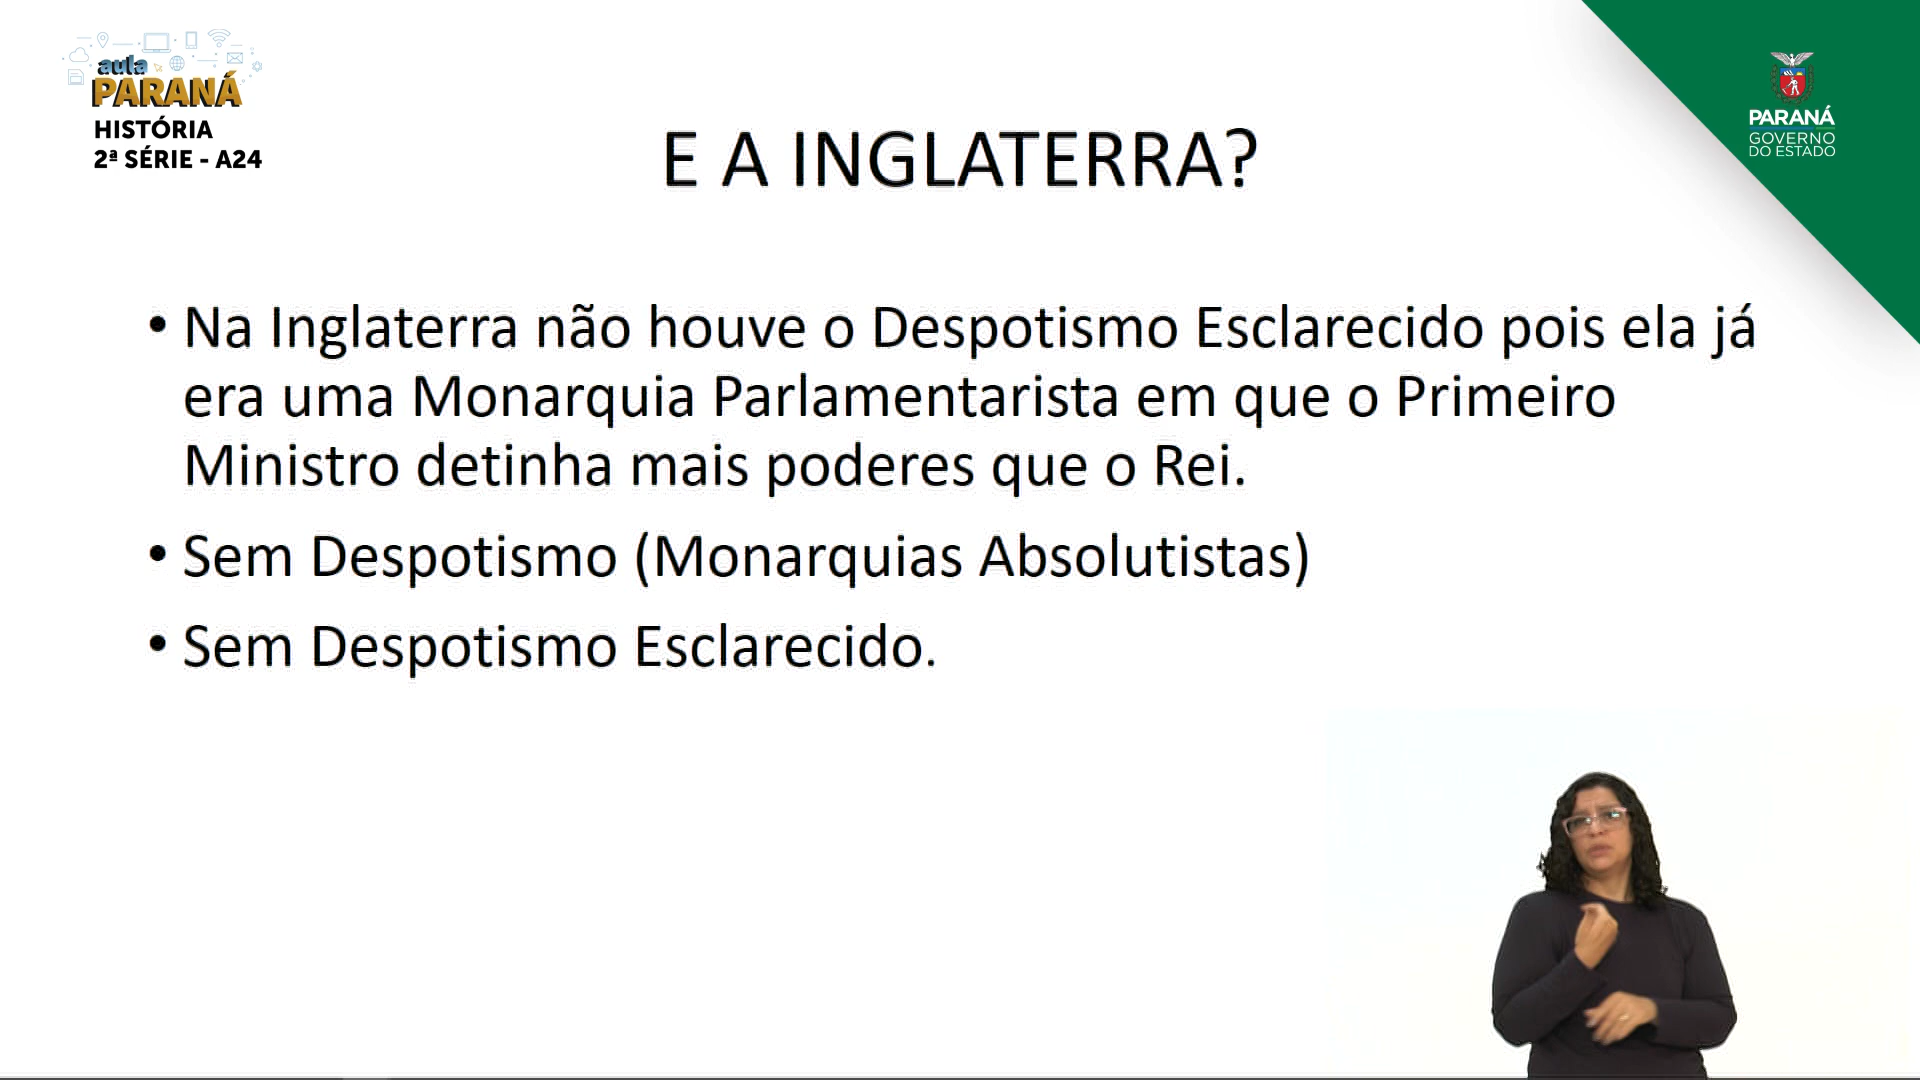 aula
PARANÁ
HISTÓRIA
2ª SÉRIE - A24
PARANÁ
GOVERNO
DO ESTADO
E A INGLATERRA?
• Na Inglaterra não houve o Despotismo Esclarecido pois ela já
era uma Monarquia Parlamentarista em que o Primeiro
Ministro detinha mais poderes que o Rei.
• Sem Despotismo (Monarquias Absolutistas)
• Sem Despotismo Esclarecido.